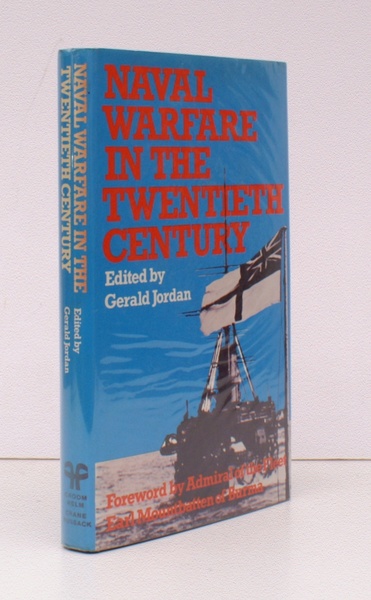 NAVAL
WARFARE
IN THE
TWENTIETH
CENTURY
Edited by
Gerald Jordan
Foreword by Admiral of the Fleet
Earl Mountbatten of Burma
NAVAL WARFARE IN THE
TWENTIETH CENTURY
Edited by
Gerald Jordan
CROOM
HELM
CRANE
RUSSAK